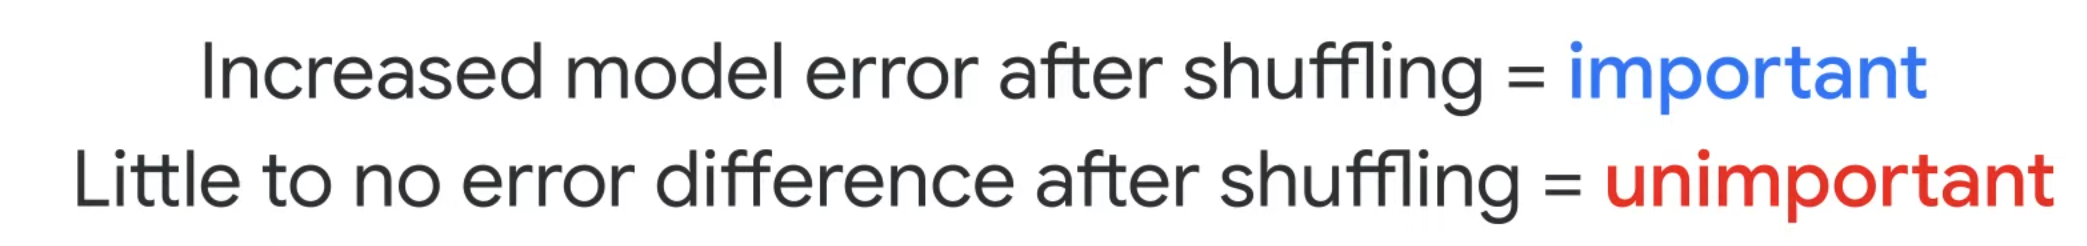 Increased model error after shuffling = important
Little to no error difference after shuffling = unimportant